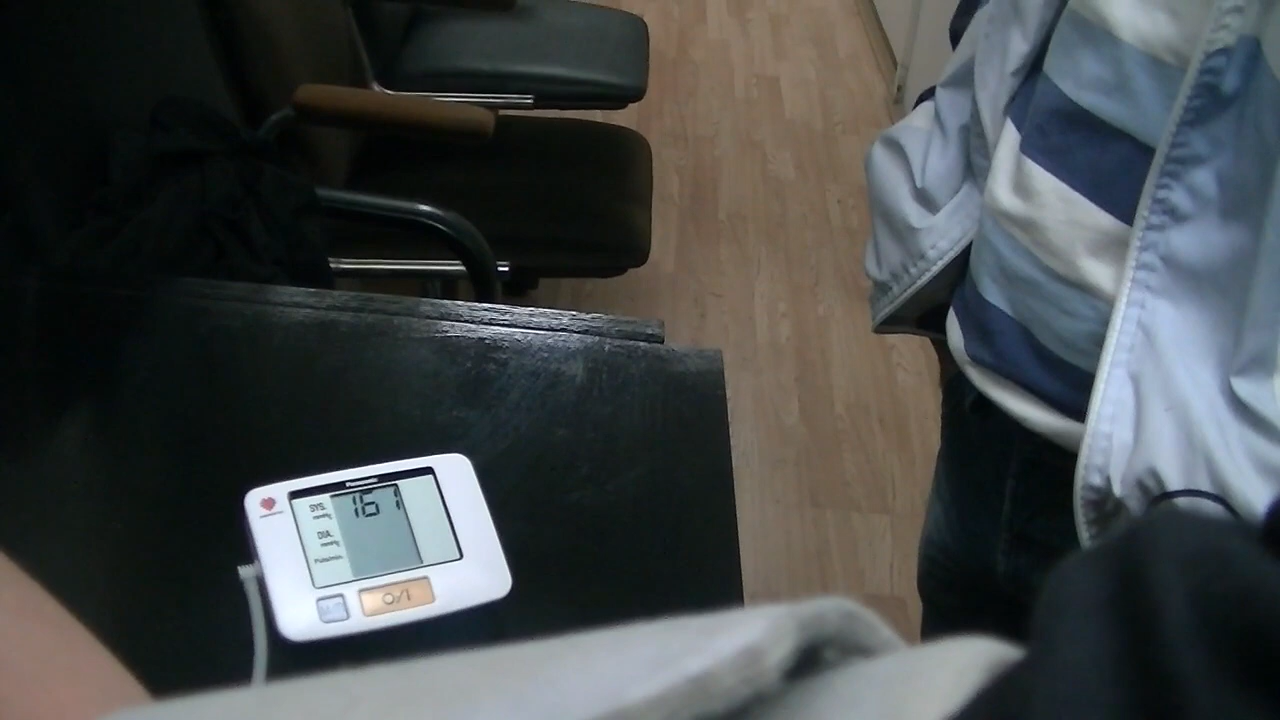 Panasonic
SYS.
mmHg
161
DIA.
mmHg
Pulse/min.
O/I